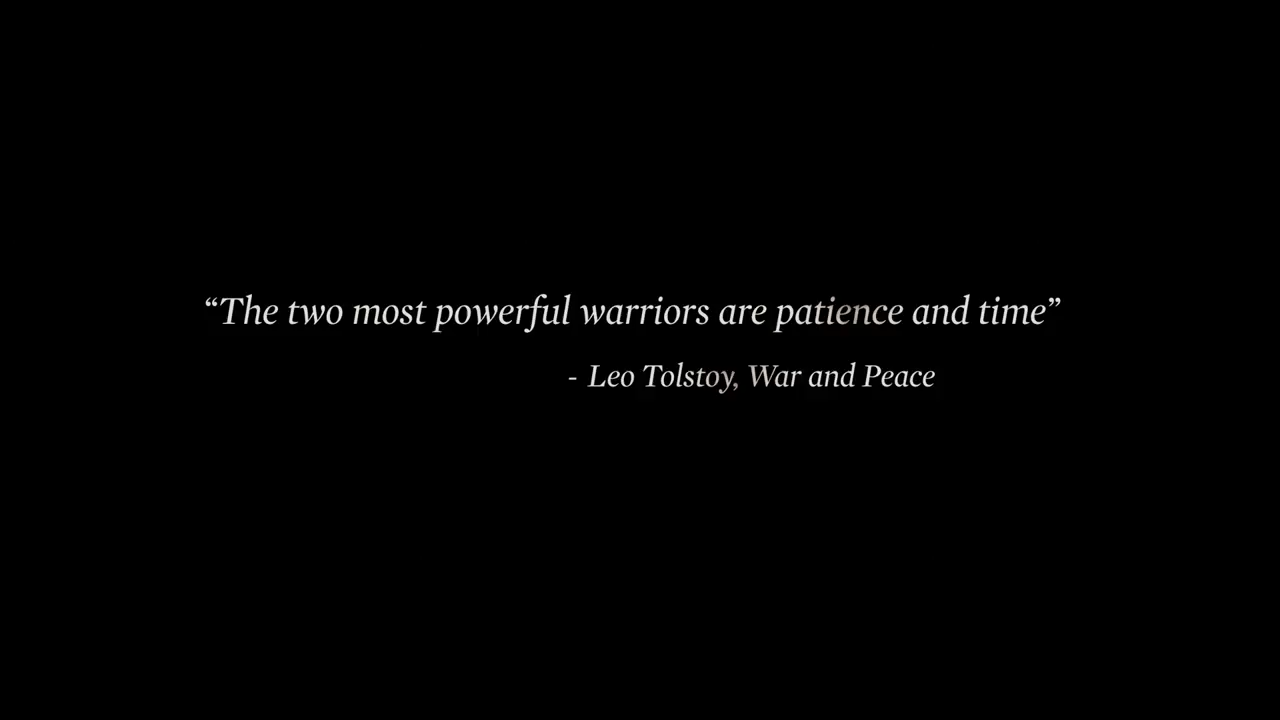 “The two most powerful warriors are patience and time”
- Leo Tolstoy, War and Peace